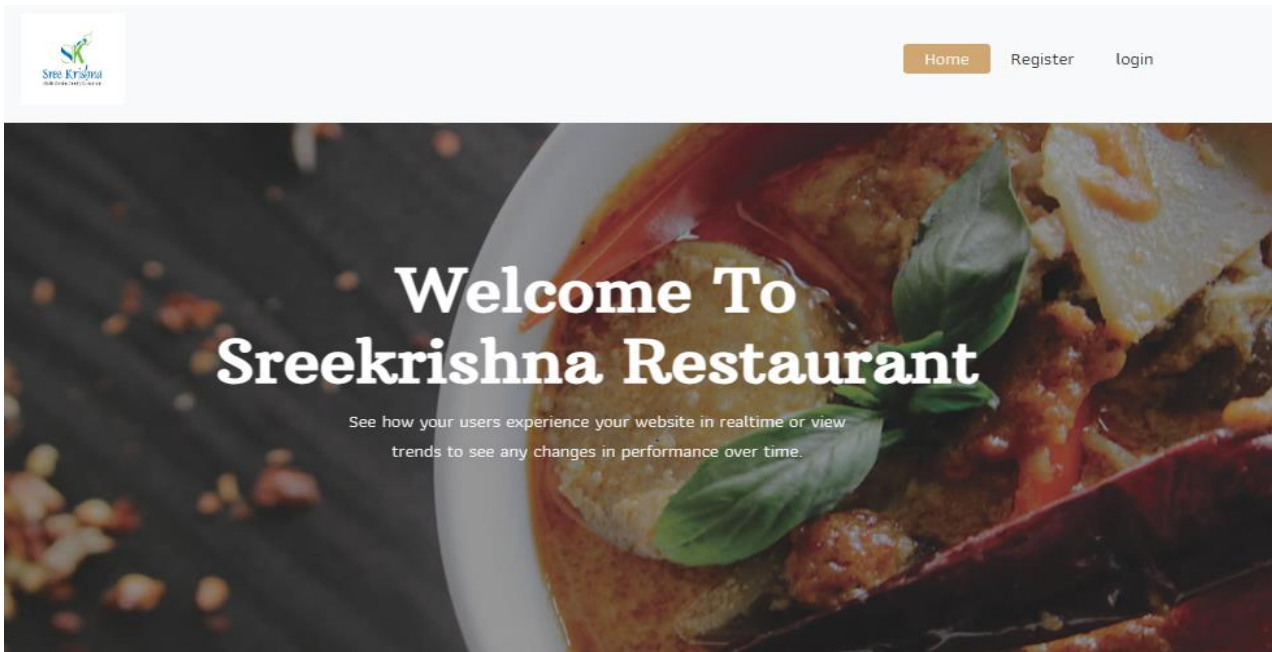 SK
Sree Krishna
Home
Register
login
Welcome To
Sreekrishna Restaurant
See how your users experience your website in realtime or view
trends to see any changes in performance over time.